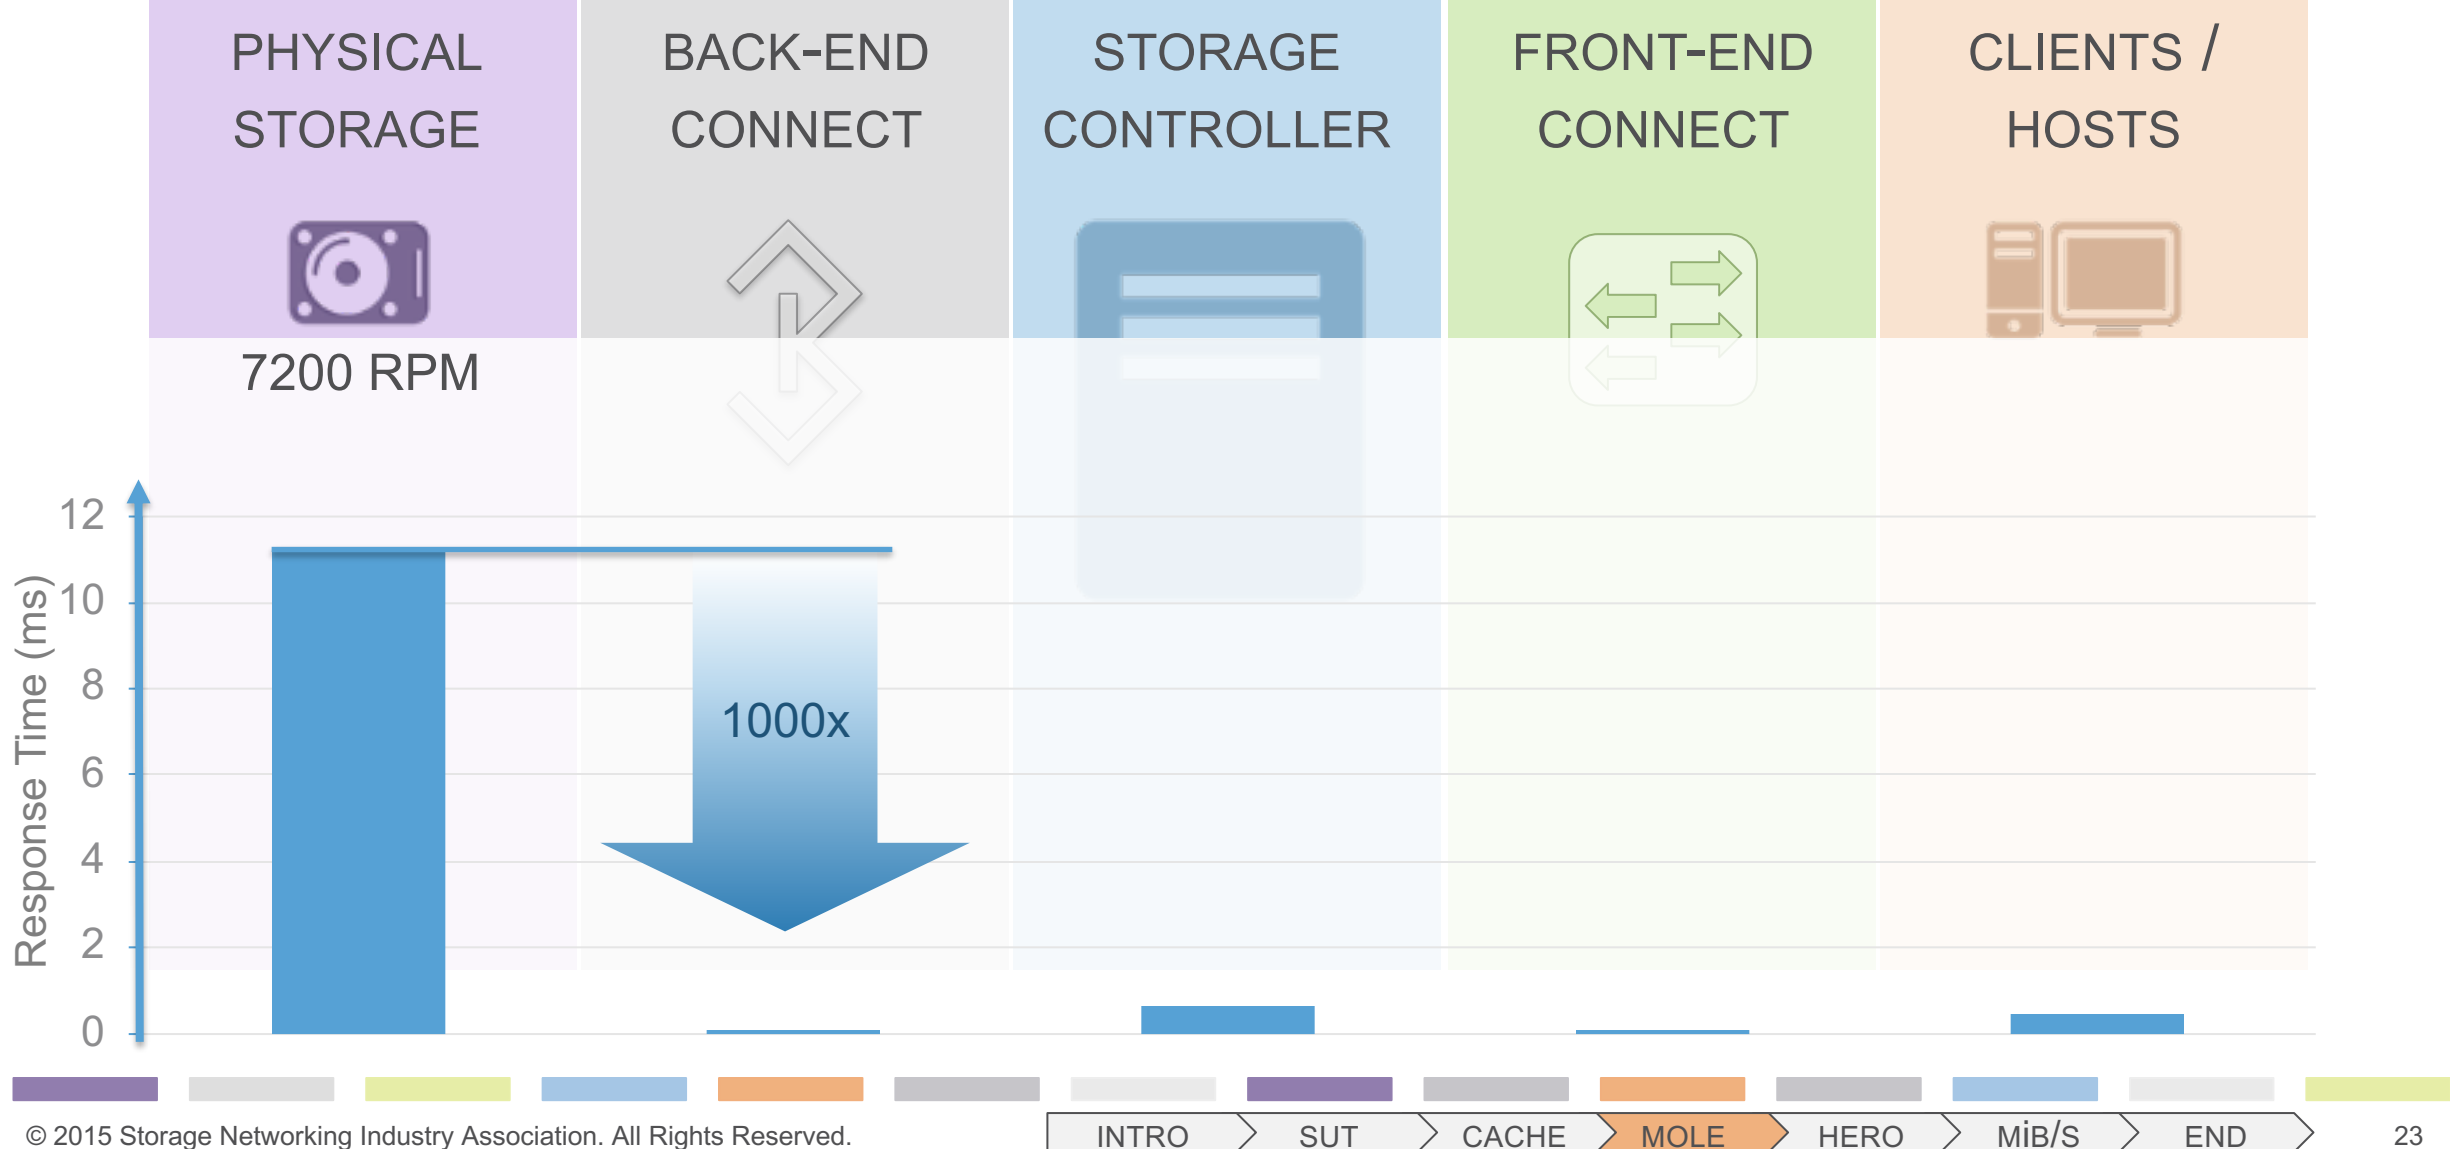 PHYSICAL
STORAGE
BACK-END
CONNECT
STORAGE
CONTROLLER
FRONT-END
CONNECT
CLIENTS /
HOSTS
7200 RPM
Response Time (ms)
12
10
8
6
4
2
0
1000x
© 2015 Storage Networking Industry Association. All Rights Reserved.
INTRO
SUT
CACHE
MOLE
HERO
MiB/S
END
23